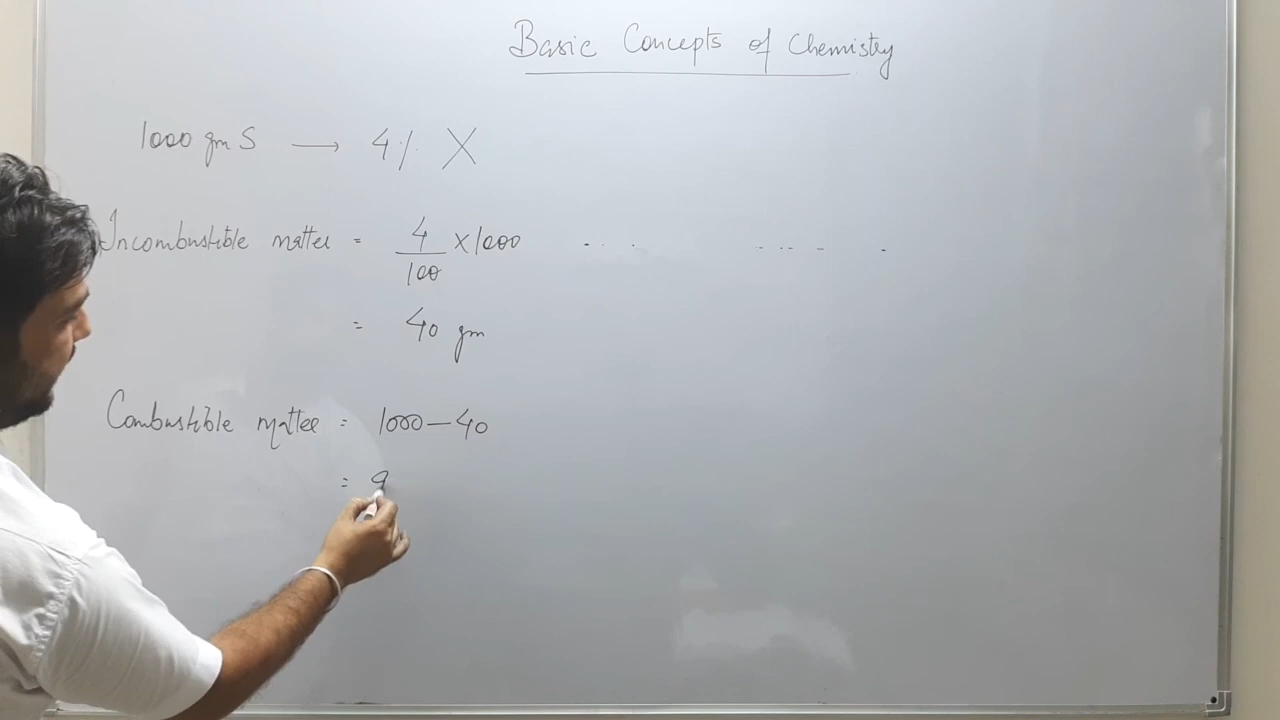 Basic Concepts of Chemistry
1000 gm S → 4% X
Incombustible matter = 4/100 × 1000
= 40 gm
Combustible matter = 1000 – 40
= 9